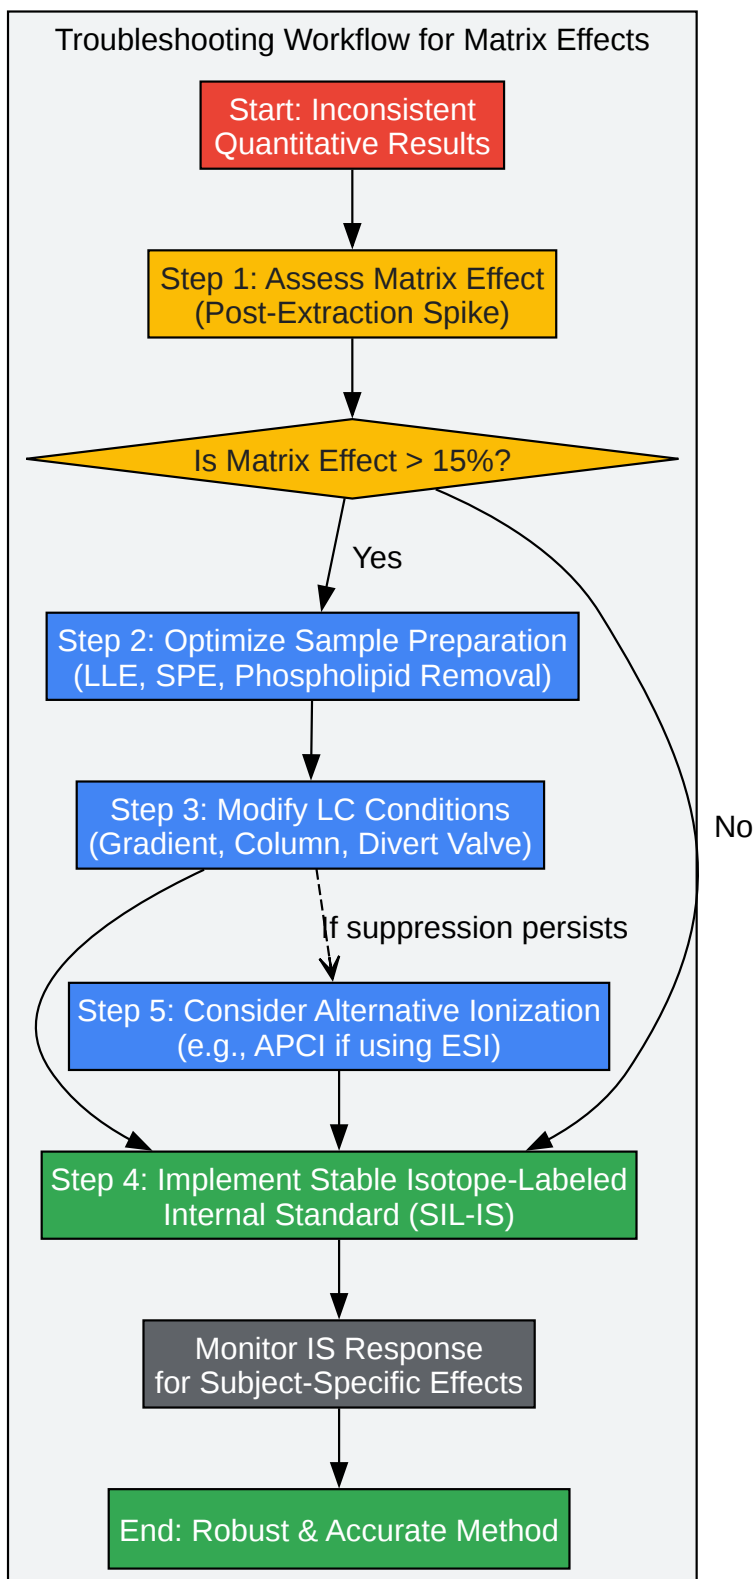 Troubleshooting Workflow for Matrix Effects
Start: Inconsistent
Quantitative Results
Step 1: Assess Matrix Effect
(Post-Extraction Spike)
Is Matrix Effect > 15%?
Yes
Step 2: Optimize Sample Preparation
(LLE, SPE, Phospholipid Removal)
Step 3: Modify LC Conditions
(Gradient, Column, Divert Valve)
No
If suppression persists
Step 5: Consider Alternative Ionization
(e.g., APCI if using ESI)
Step 4: Implement Stable Isotope-Labeled
Internal Standard (SIL-IS)
Monitor IS Response
for Subject-Specific Effects
End: Robust & Accurate Method